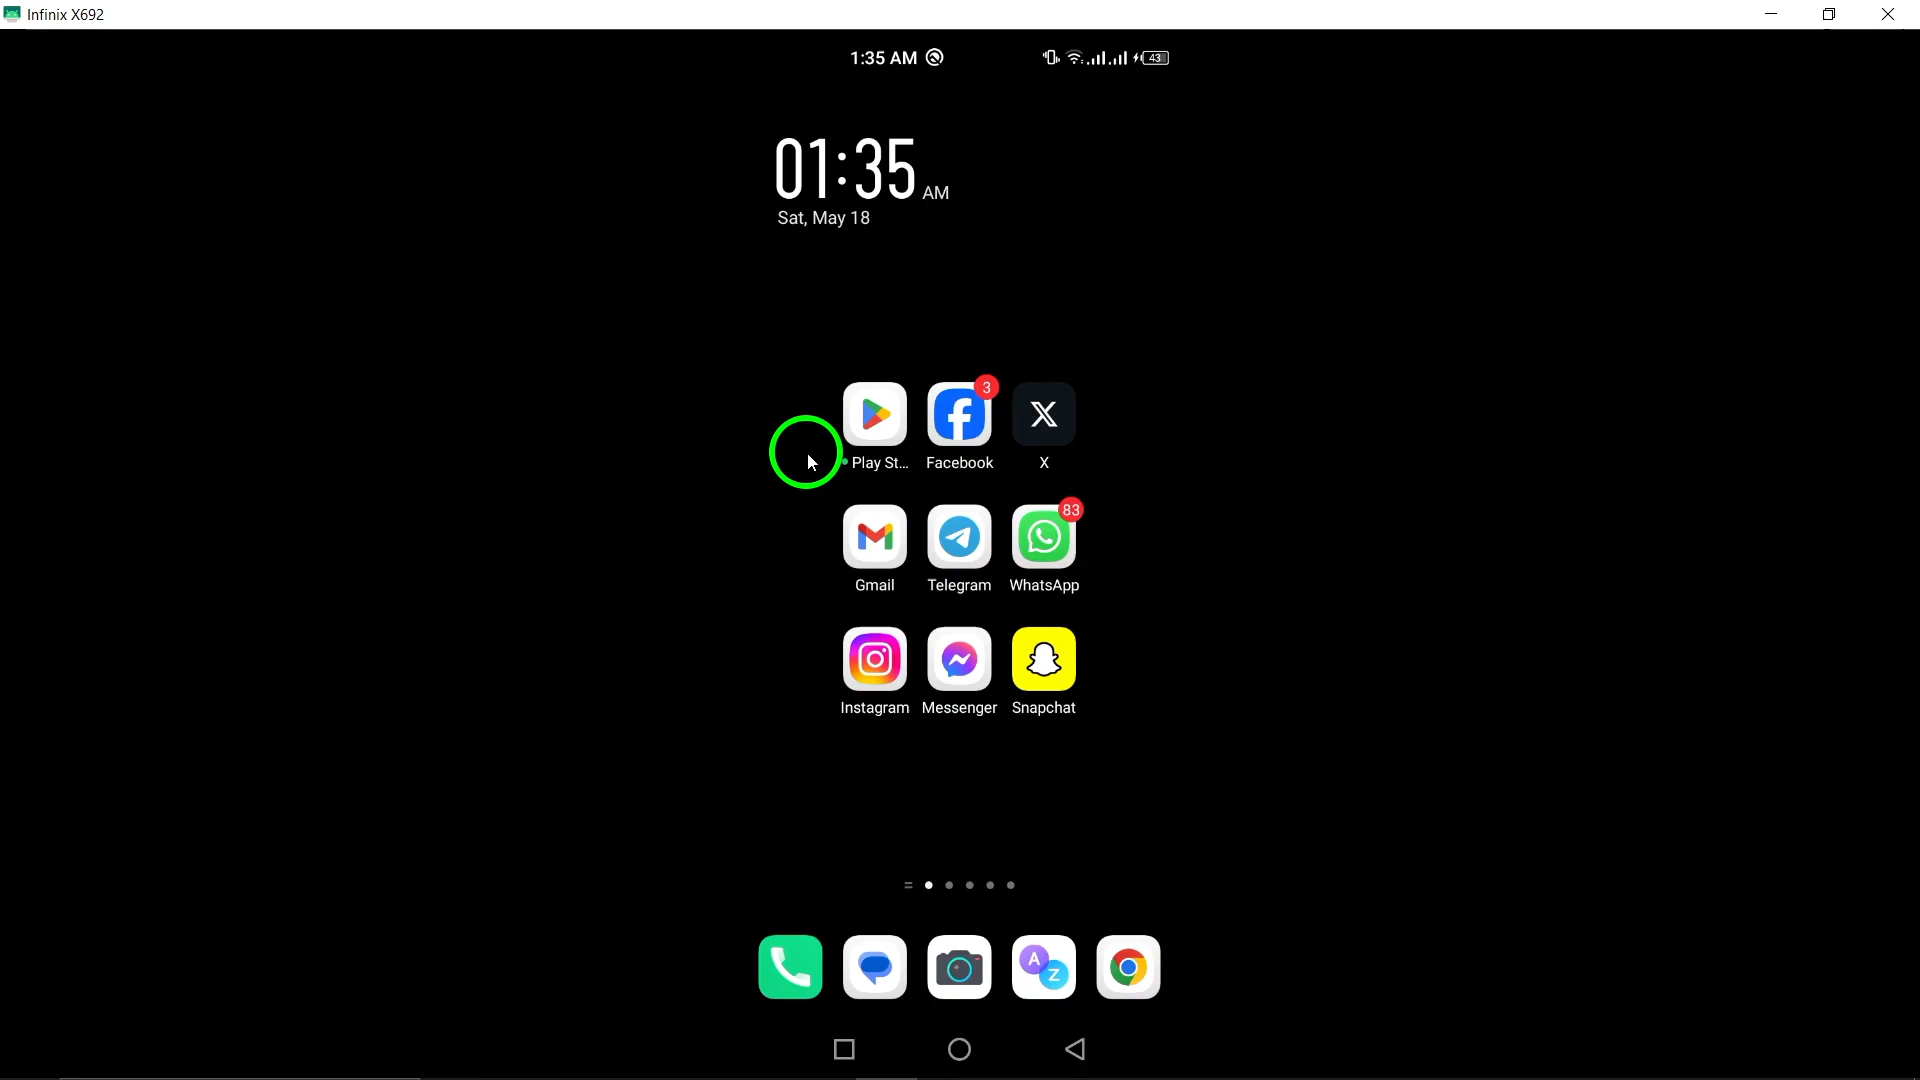 Infinix X692
1:35 AM
43
01:35 AM
Sat, May 18
3
Play St...
Facebook
X
83
Gmail
Telegram
WhatsApp
Instagram
Messenger
Snapchat
A
Z